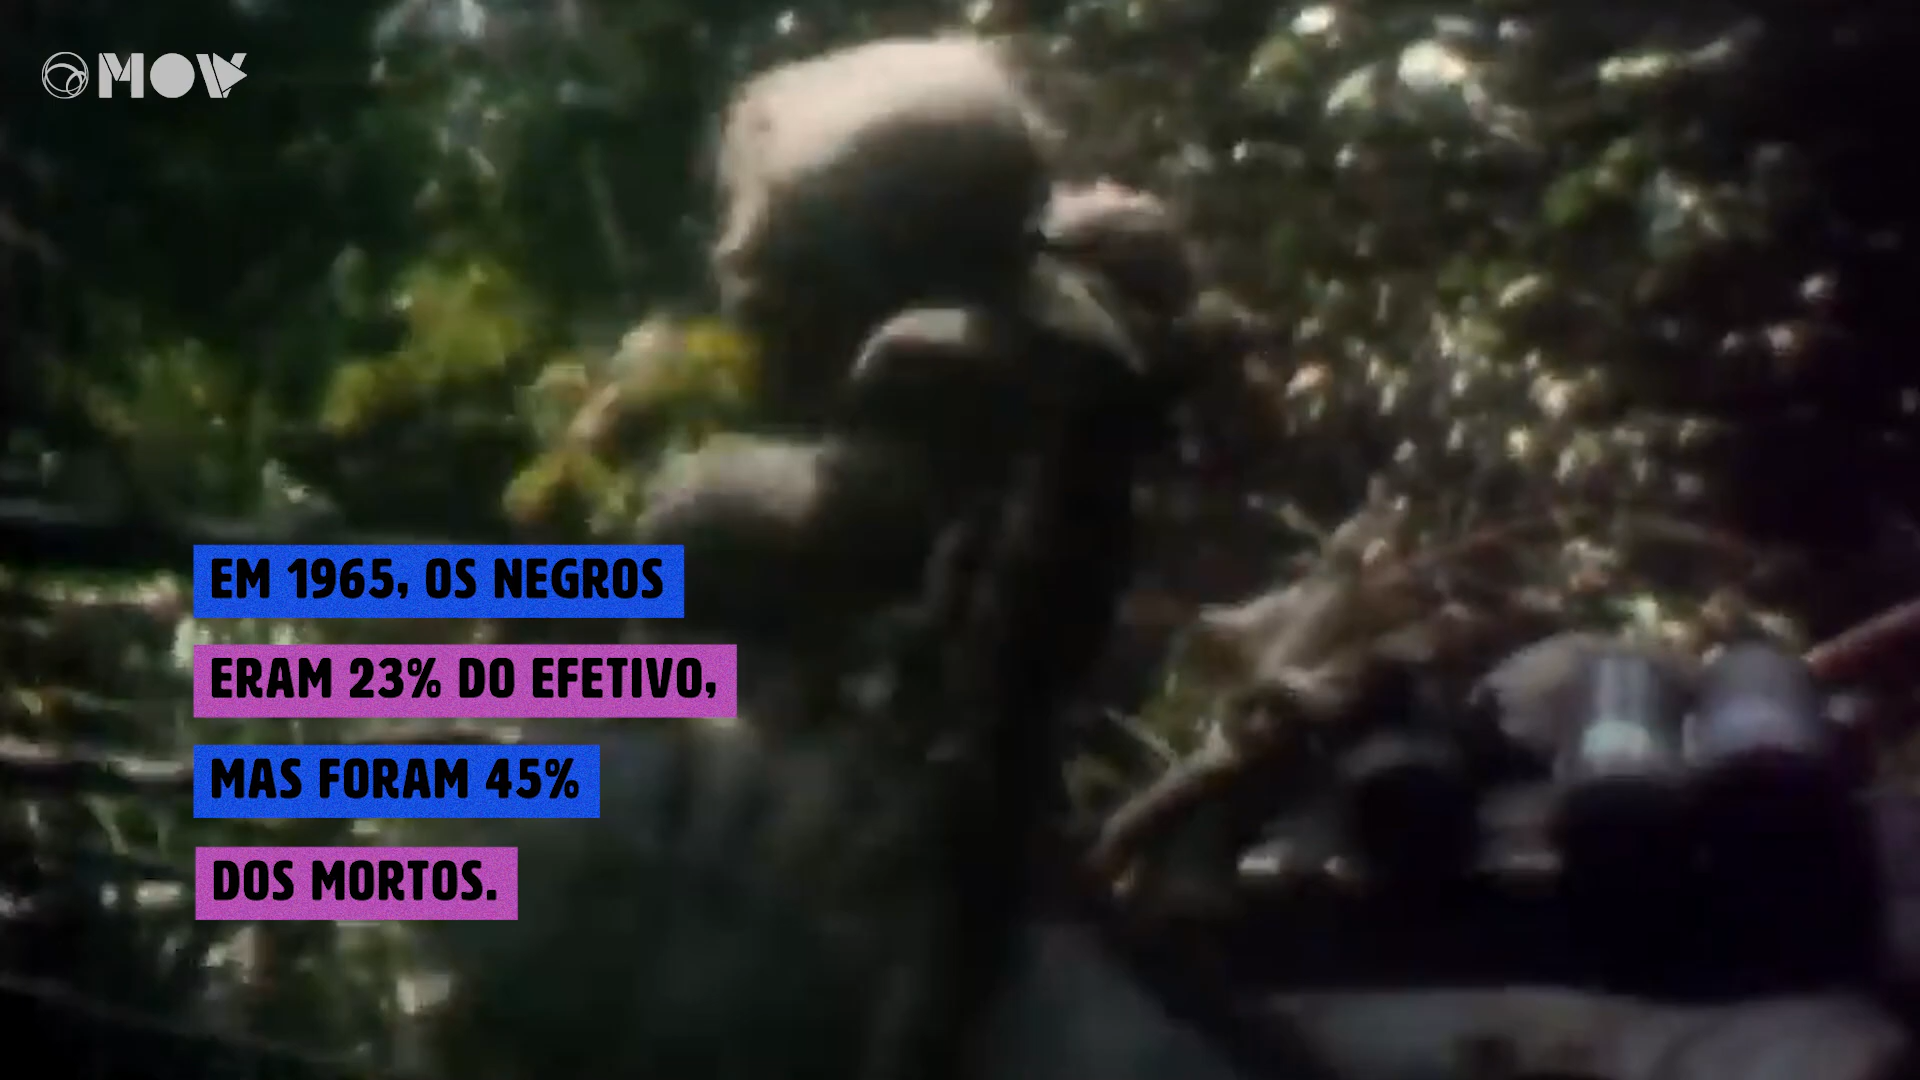 MOV
EM 1965, OS NEGROS
ERAM 23% DO EFETIVO,
MAS FORAM 45%
DOS MORTOS.